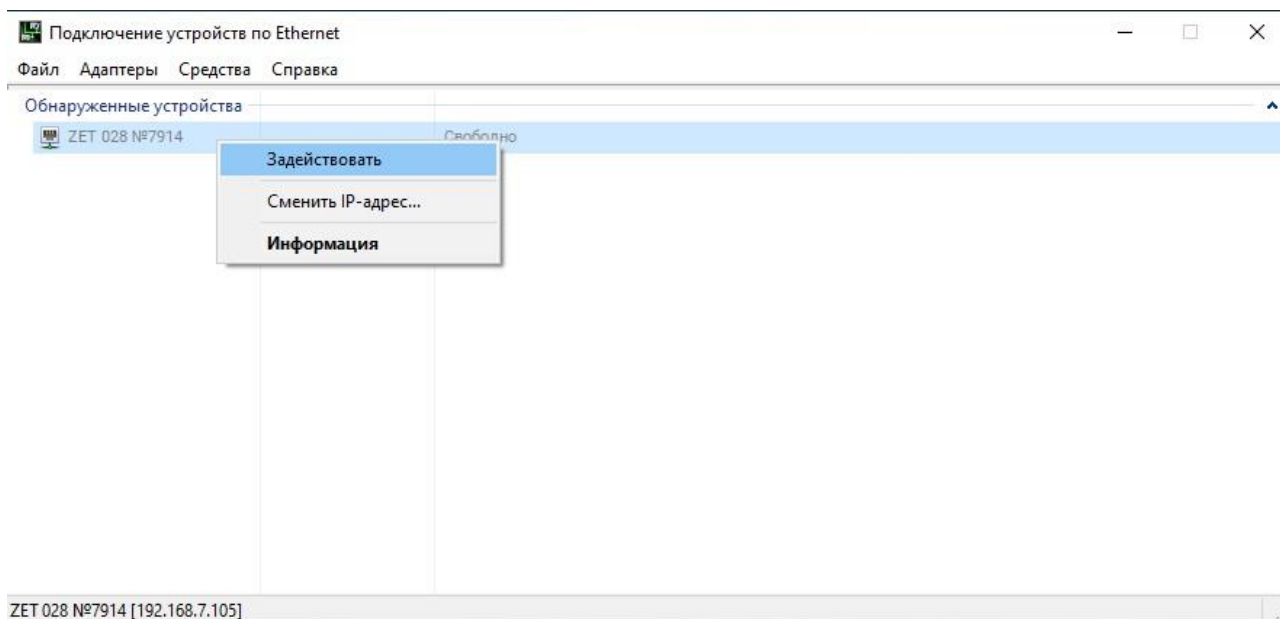 Подключение устройств по Ethernet
Файл Адаптеры Средства Справка
Обнаруженные устройства
ZET 028 №7914 Свободно
Задействовать
Сменить IP-адрес...
Информация
ZET 028 №7914 [192.168.7.105]